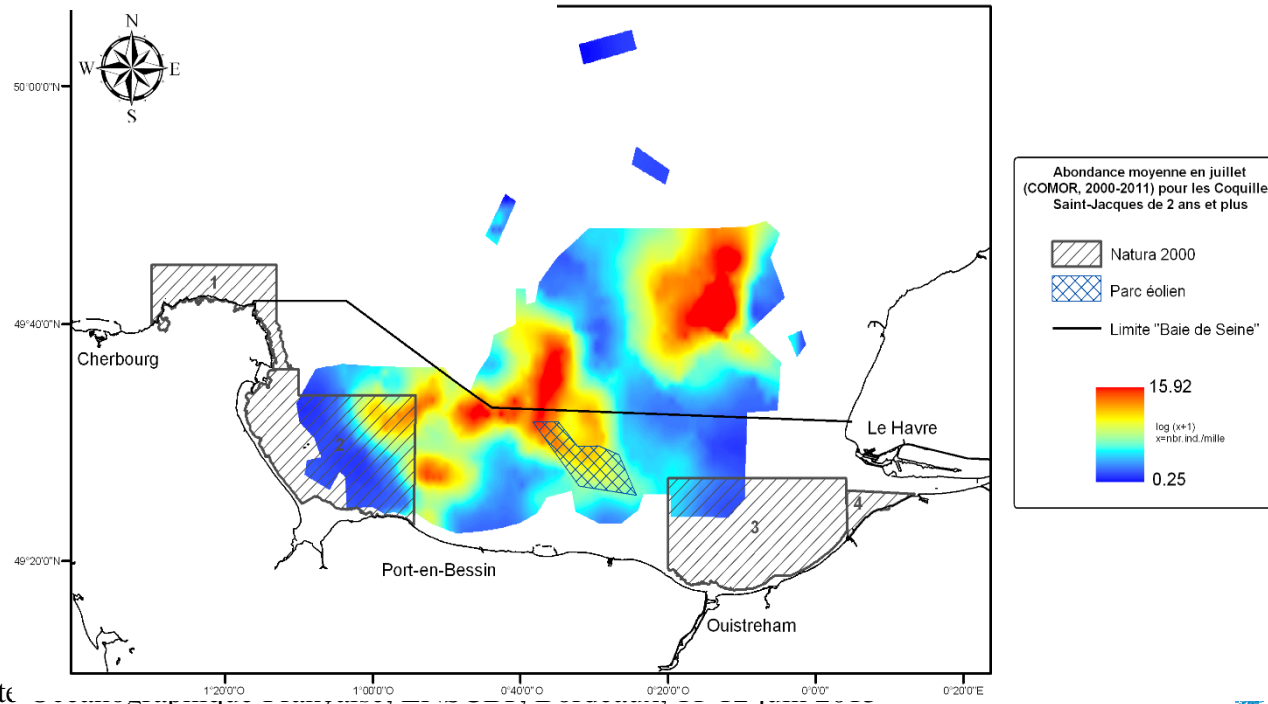 N
W E
S
50°00'0"N
49°40'0"N
49°20'0"N
1
2
3
4
Cherbourg
Port-en-Bessin
Ouistreham
Le Havre
1°20'0"O 1°00'0"O 0°40'0"O 0°20'0"O 0°0'0" 0°20'0"E
Abondance moyenne en juillet
(COMOR, 2000-2011) pour les Coquille
Saint-Jacques de 2 ans et plus
Natura 2000
Parc éolien
Limite "Baie de Seine"
15.92
log (x+1)
x=nbr.ind./mille
0.25